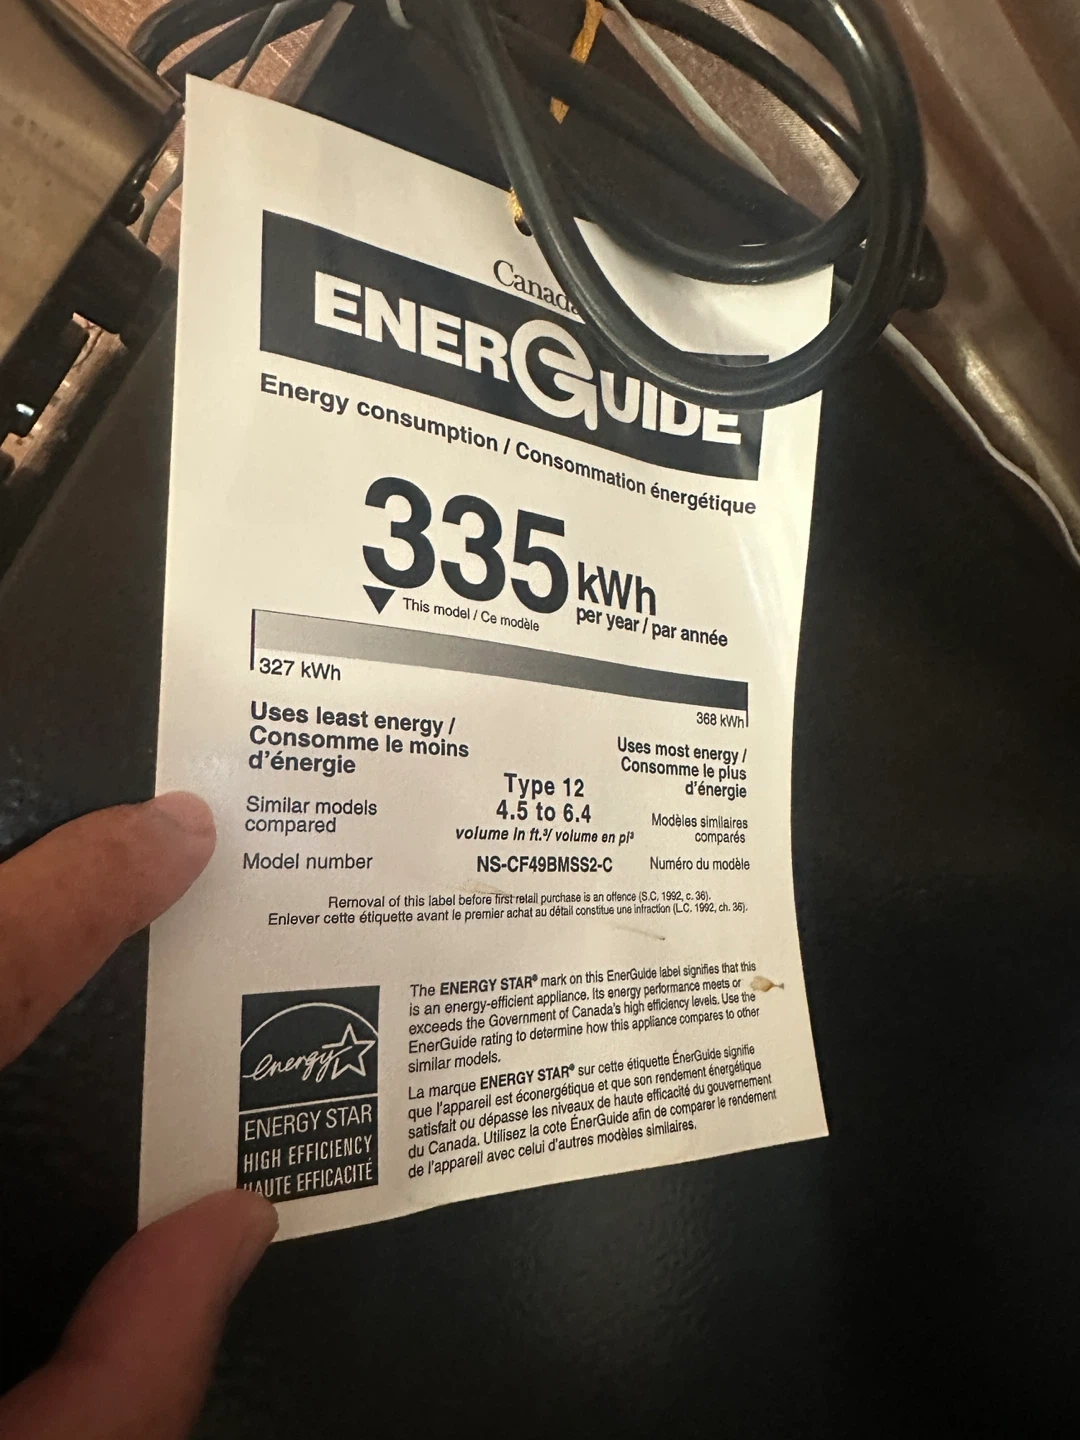 Canada
ENERGUIDE
Energy consumption / Consommation énergétique
335 kWh
per year / par année
This model / Ce modèle
327 kWh
368 kWh
Uses least energy /
Consomme le moins
d'énergie
Uses most energy /
Consomme le plus
d'énergie
Similar models
compared
Type 12
4.5 to 6.4
volume in ft.³/ volume en pi³
Modèles similaires
comparés
Model number
NS-CF49BMSS2-C
Numéro du modèle
Removal of this label before first retail purchase is an offence (S.C. 1992, c. 36).
Enlever cette étiquette avant le premier achat au détail constitue une infraction (L.C. 1992, ch. 36).
energy
ENERGY STAR
HIGH EFFICIENCY
HAUTE EFFICACITÉ
The ENERGY STAR® mark on this EnerGuide label signifies that this
is an energy-efficient appliance. Its energy performance meets or
exceeds the Government of Canada's high efficiency levels. Use the
EnerGuide rating to determine how this appliance compares to other
similar models.
La marque ENERGY STAR® sur cette étiquette ÉnerGuide signifie
que l'appareil est éconergétique et que son rendement énergétique
satisfait ou dépasse les niveaux de haute efficacité du gouvernement
du Canada. Utilisez la cote ÉnerGuide afin de comparer le rendement
de l'appareil avec celui d'autres modèles similaires.